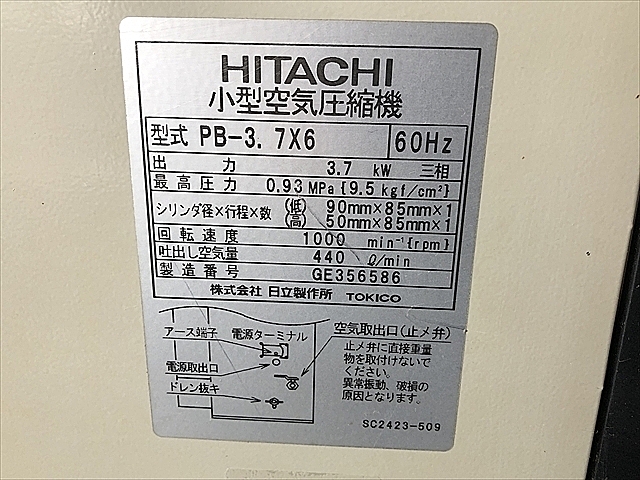 HITACHI
小型空気圧縮機
型式 PB-3.7X6 60Hz
出力 3.7 kW 三相
最高圧力 0.93 MPa {9.5 kgf/cm²}
シリンダ径×行程×数 (低) 90mm×85mm×1
(高) 50mm×85mm×1
回転速度 1000 min⁻¹{rpm}
吐出し空気量 440 ℓ/min
製造番号 GE356586
株式会社 日立製作所 TOKICO
アース端子 電源ターミナル 空気取出口(止メ弁)
電源取出口
ドレン抜キ
止メ弁に直接重量
物を取付けないで
ください。
異常振動、破損の
原因となります。
SC2423-509